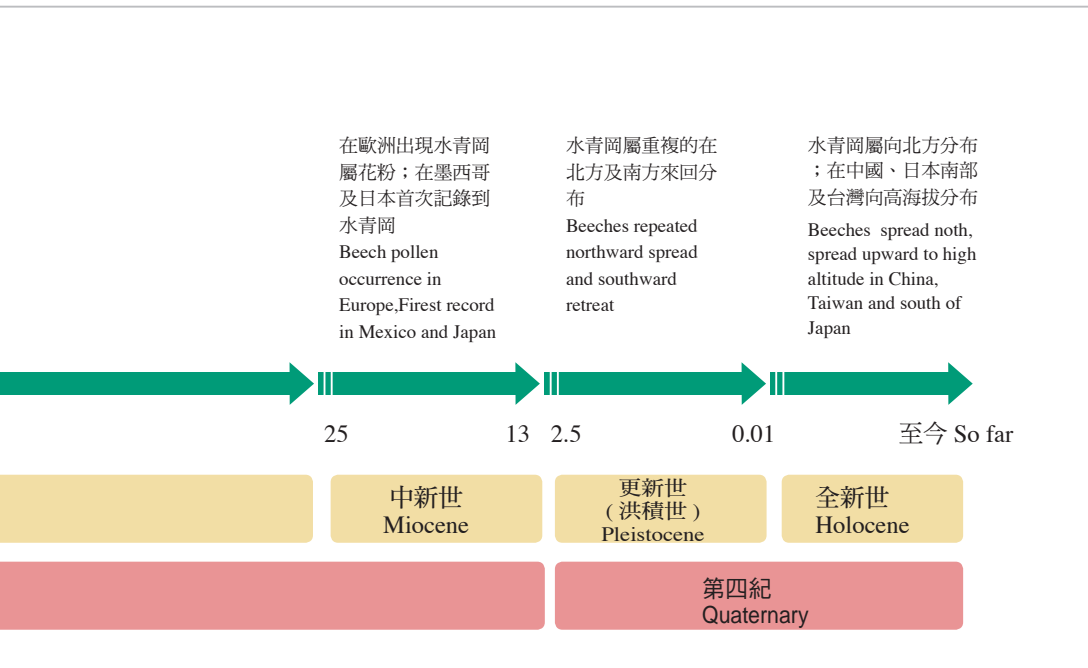 在歐洲出現水青岡
屬花粉；在墨西哥
及日本首次記錄到
水青岡
Beech pollen
occurrence in
Europe,Firest record
in Mexico and Japan
水青岡屬重複的在
北方及南方來回分
布
Beeches repeated
northward spread
and southward
retreat
水青岡屬向北方分布
；在中國、日本南部
及台灣向高海拔分布
Beeches spread noth,
spread upward to high
altitude in China,
Taiwan and south of
Japan
25 13 2.5 0.01 至今 So far
中新世
Miocene
更新世
( 洪積世 )
Pleistocene
全新世
Holocene
第四紀
Quaternary